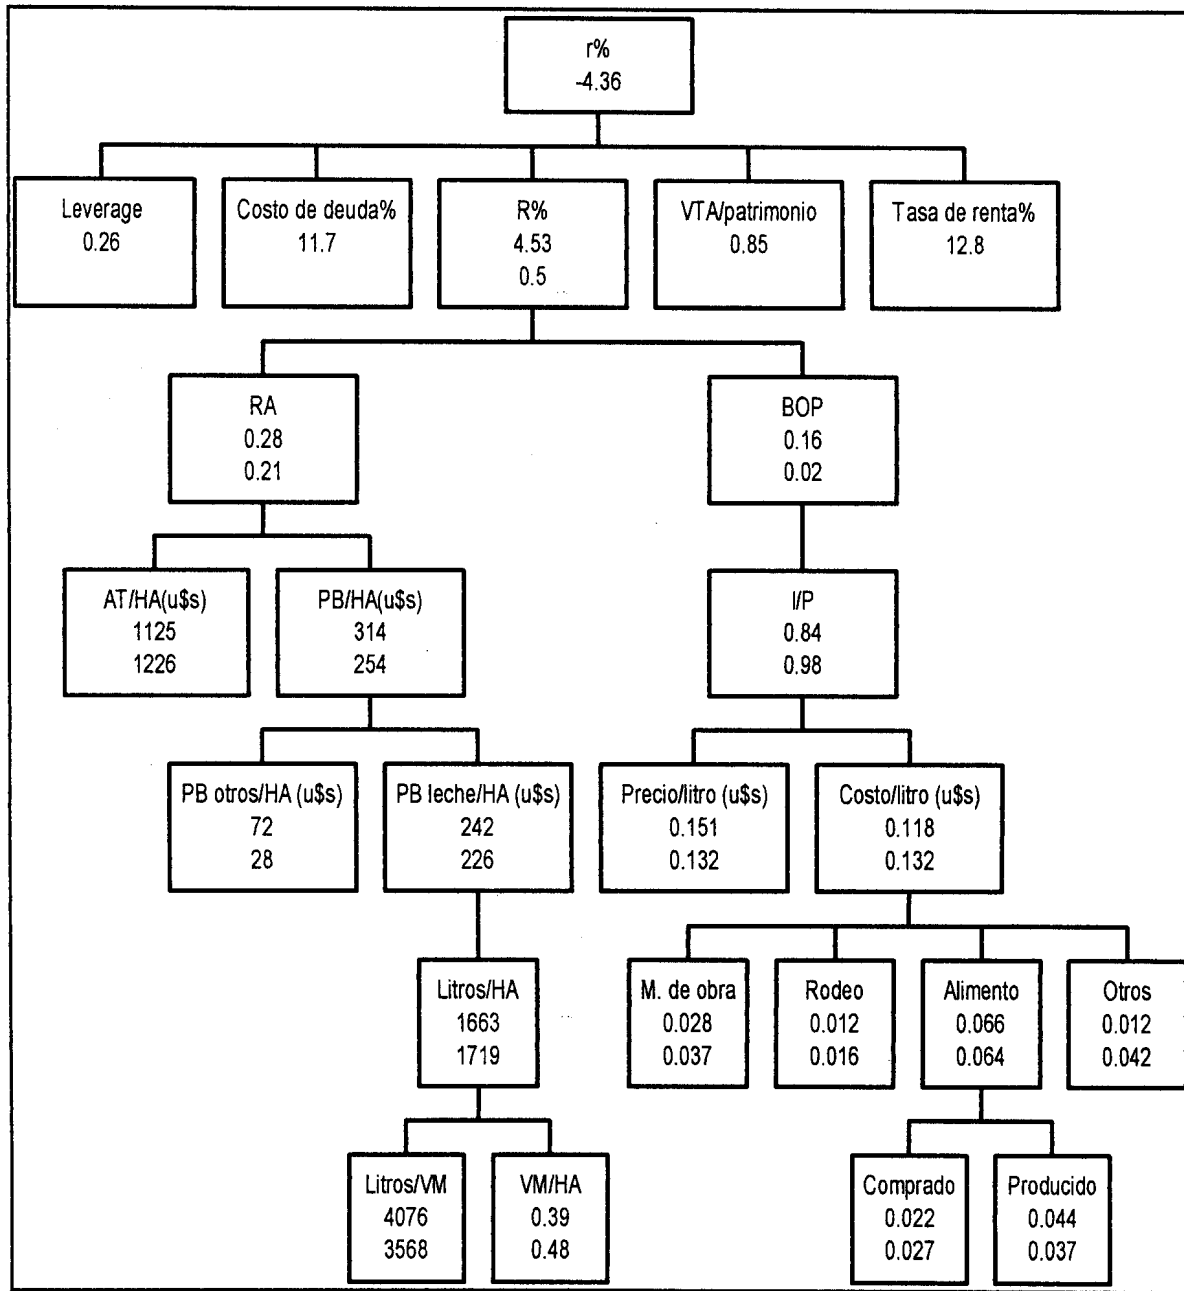 r%
-4.36
Leverage
0.26
Costo de deuda%
11.7
R%
4.53
0.5
VTA/patrimonio
0.85
Tasa de renta%
12.8
RA
0.28
0.21
BOP
0.16
0.02
AT/HA(u$s)
1125
1226
PB/HA(u$s)
314
254
I/P
0.84
0.98
PB otros/HA (u$s)
72
28
PB leche/HA (u$s)
242
226
Precio/litro (u$s)
0.151
0.132
Costo/litro (u$s)
0.118
0.132
Litros/HA
1663
1719
M. de obra
0.028
0.037
Rodeo
0.012
0.016
Alimento
0.066
0.064
Otros
0.012
0.042
Litros/VM
4076
3568
VM/HA
0.39
0.48
Comprado
0.022
0.027
Producido
0.044
0.037